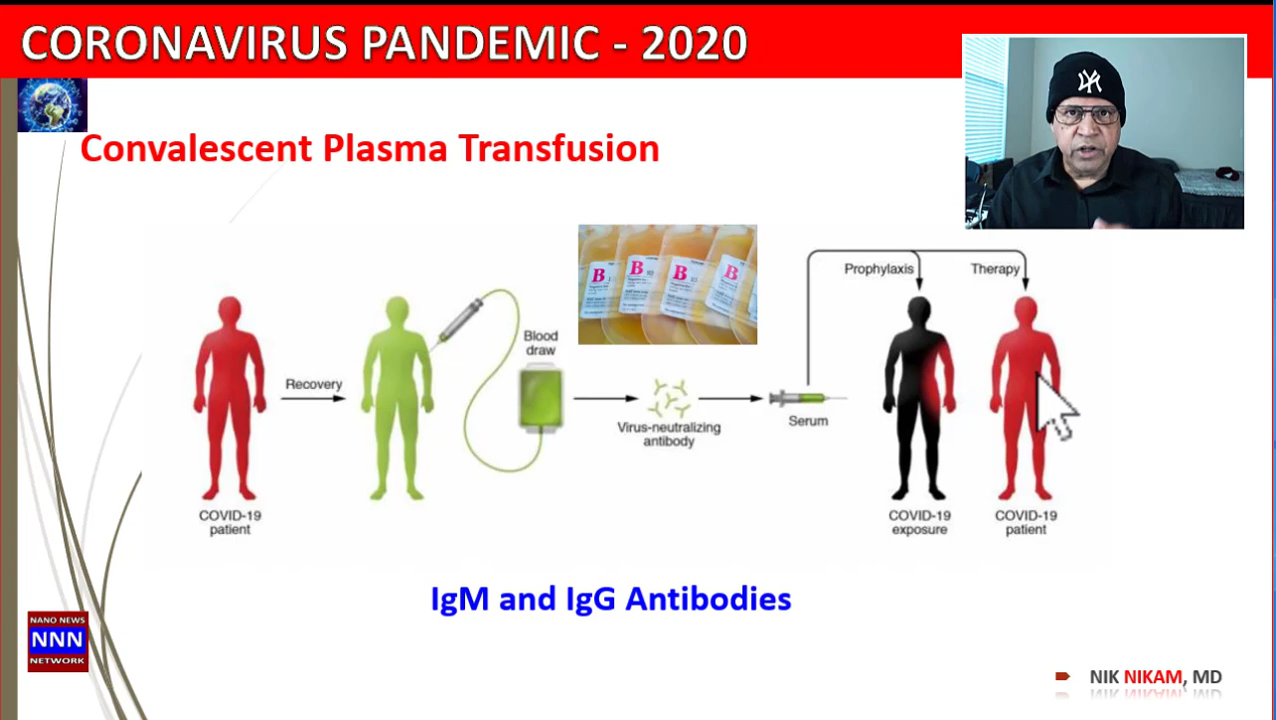 CORONAVIRUS PANDEMIC - 2020
Convalescent Plasma Transfusion
Prophylaxis
Therapy
B
B
B
B
Blood
draw
Recovery
Virus-neutralizing
antibody
Serum
COVID-19
patient
COVID-19
exposure
COVID-19
patient
IgM and IgG Antibodies
NANO NEWS
NNN
NETWORK
NIK NIKAM, MD